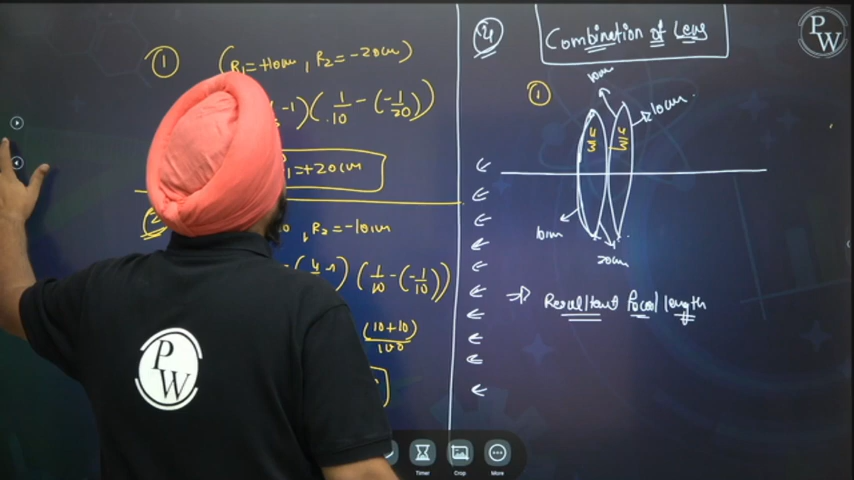 ① (R₁=+10cm, R₂=-20cm)
-1)(1/10 - (-1/20))
₁=+20cm
②
, R₂=-10cm
(4/ -1)(1/10 - (-1/10))
(10+10)/100
Combination of Lens
①
10cm
10cm
4/3
4/3
10cm
20cm
⇒ Resultant focal length
PW
PW
Timer
Crop
More